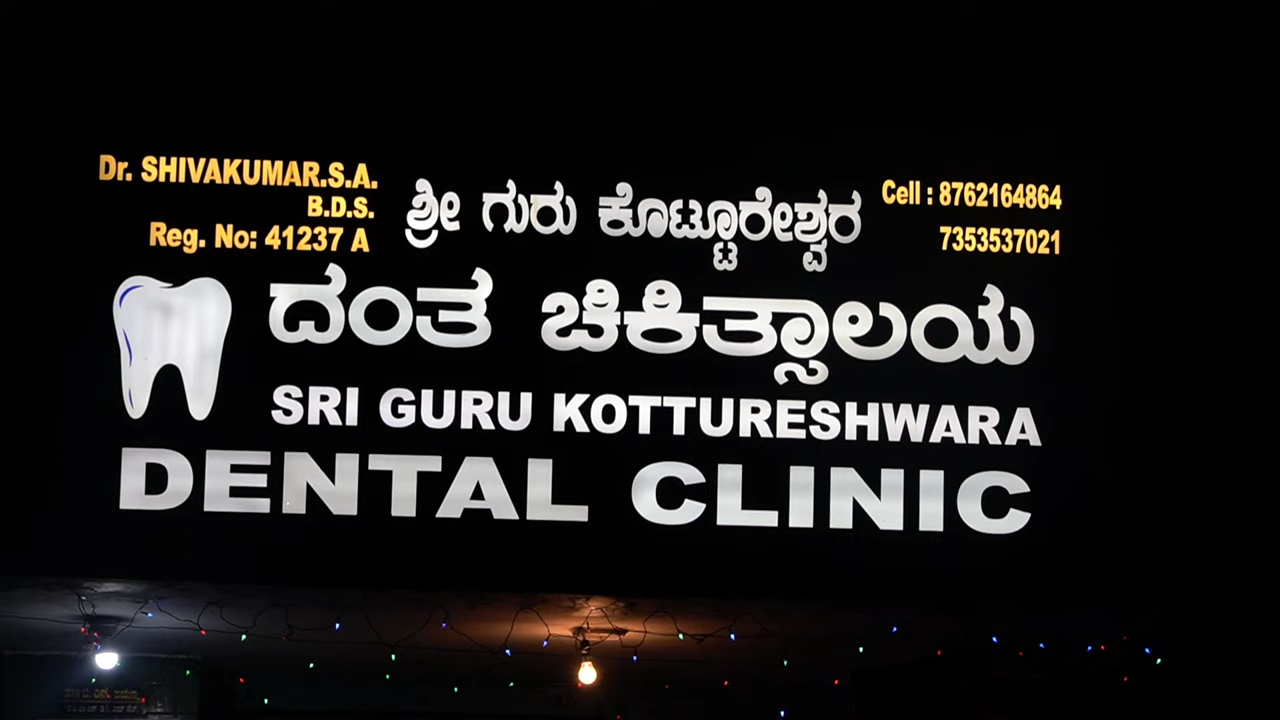 Dr. SHIVAKUMAR.S.A.
B.D.S.
Reg. No: 41237 A
ಶ್ರೀ ಗುರು ಕೊಟ್ಟೂರೇಶ್ವರ
Cell : 8762164864
7353537021
ದಂತ ಚಿಕಿತ್ಸಾಲಯ
SRI GURU KOTTURESHWARA
DENTAL CLINIC